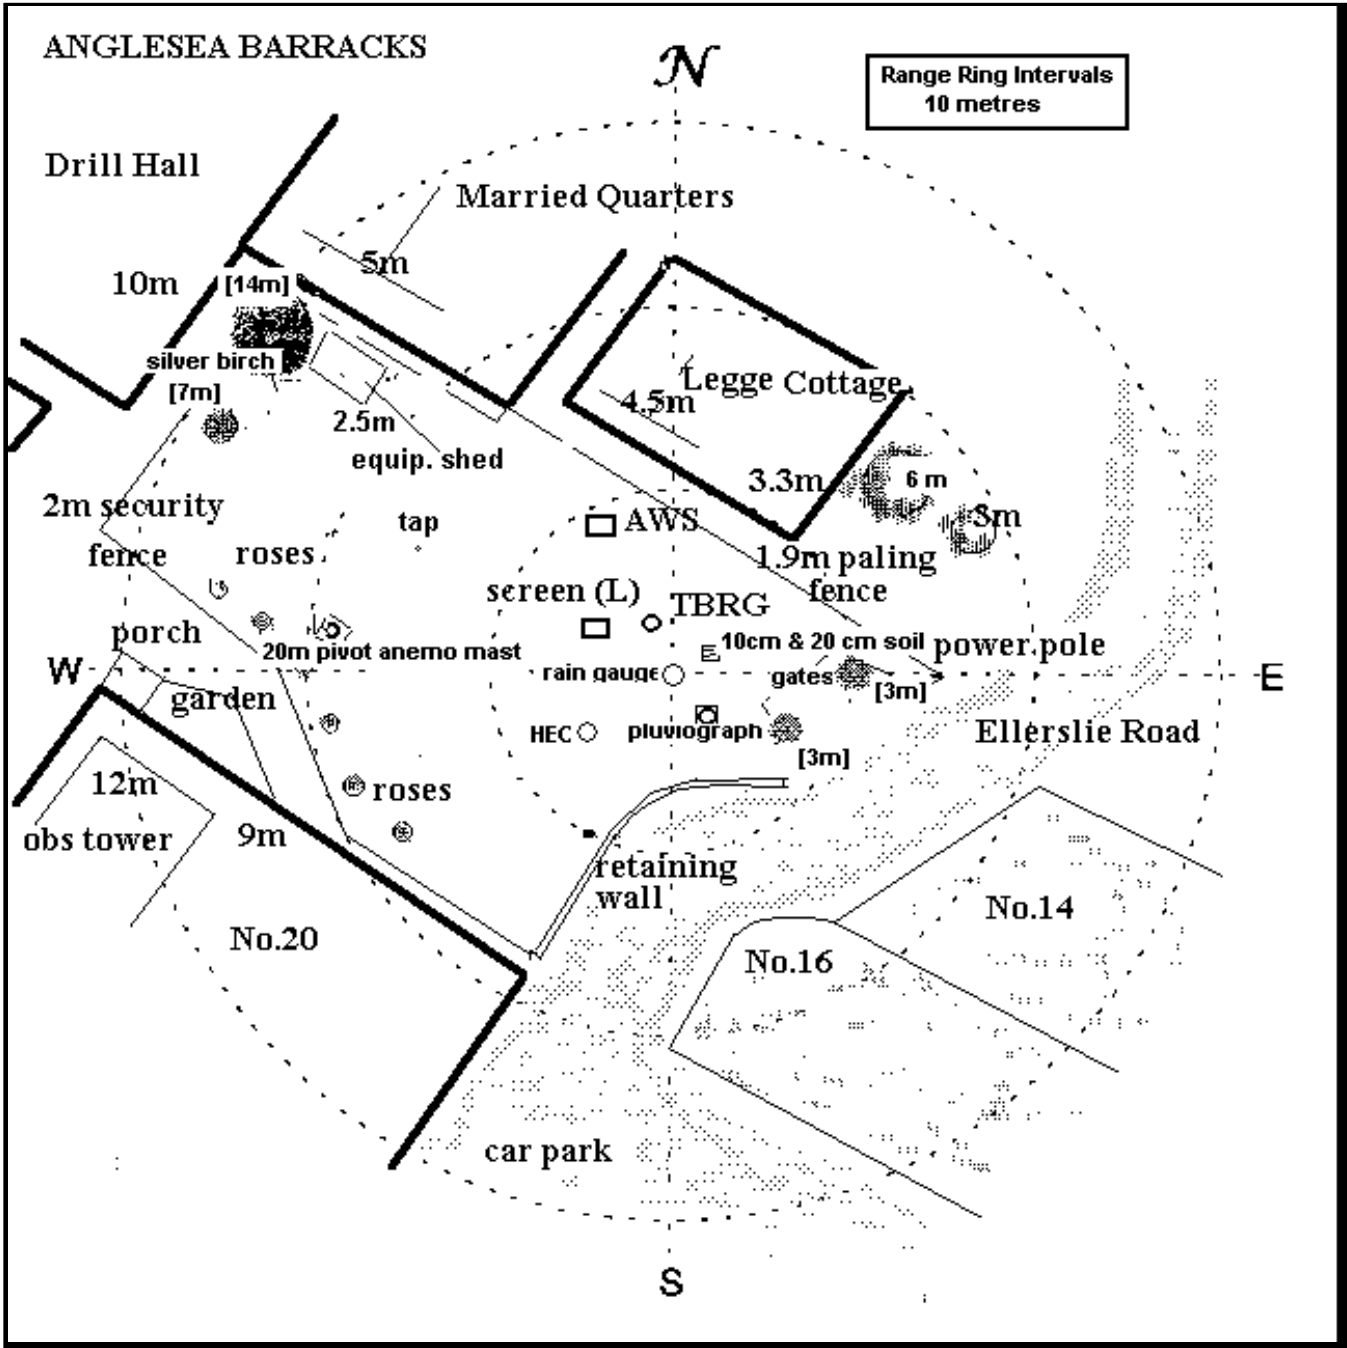 ANGLESEA BARRACKS
N
Range Ring Intervals
10 metres
Drill Hall
Married Quarters
5m
10m
[14m]
silver birch
[7m]
2.5m
equip. shed
Legge Cottage
4.5m
3.3m
6 m
3m
2m security
fence
tap
AWS
roses
1.9m paling
fence
screen (L)
TBRG
porch
20m pivot anemo mast
10cm & 20 cm soil
power pole
W
rain gauge
gates
[3m]
E
garden
HEC
pluviograph
[3m]
Ellerslie Road
12m
obs tower
9m
roses
retaining
wall
No.14
No.20
No.16
car park
S